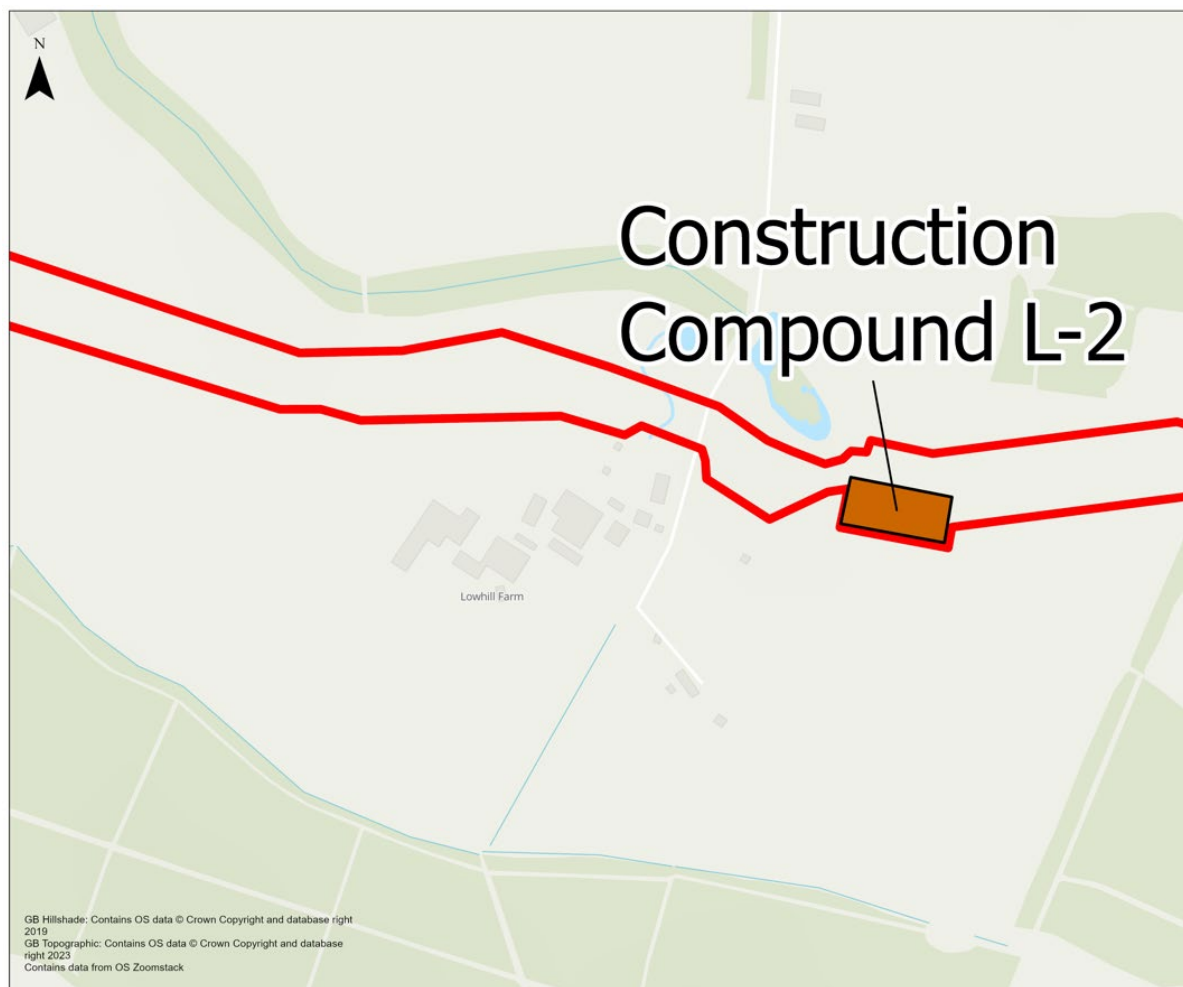 N
Construction
Compound L-2
Lowhill Farm
GB Hillshade: Contains OS data © Crown Copyright and database right
2019
GB Topographic: Contains OS data © Crown Copyright and database
right 2023
Contains data from OS Zoomstack